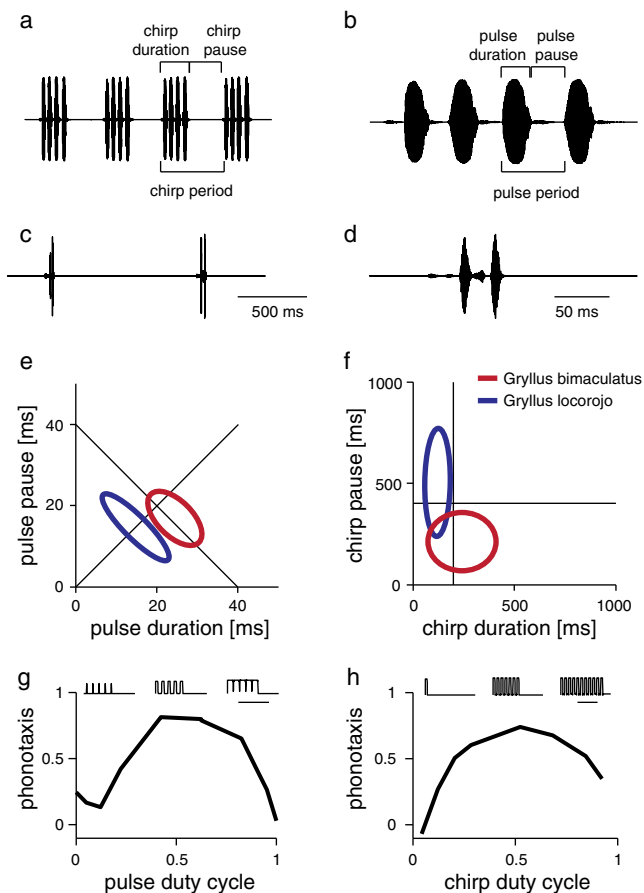 a
chirp duration
chirp pause
chirp period
b
pulse duration
pulse pause
pulse period
c
500 ms
d
50 ms
e
pulse pause [ms]
40
20
0
0
20
40
pulse duration [ms]
f
Gryllus bimaculatus
Gryllus locorojo
chirp pause [ms]
1000
500
0
0
500
1000
chirp duration [ms]
g
phonotaxis
1
0.5
0
0
0.5
1
pulse duty cycle
h
phonotaxis
1
0.5
0
0
0.5
1
chirp duty cycle